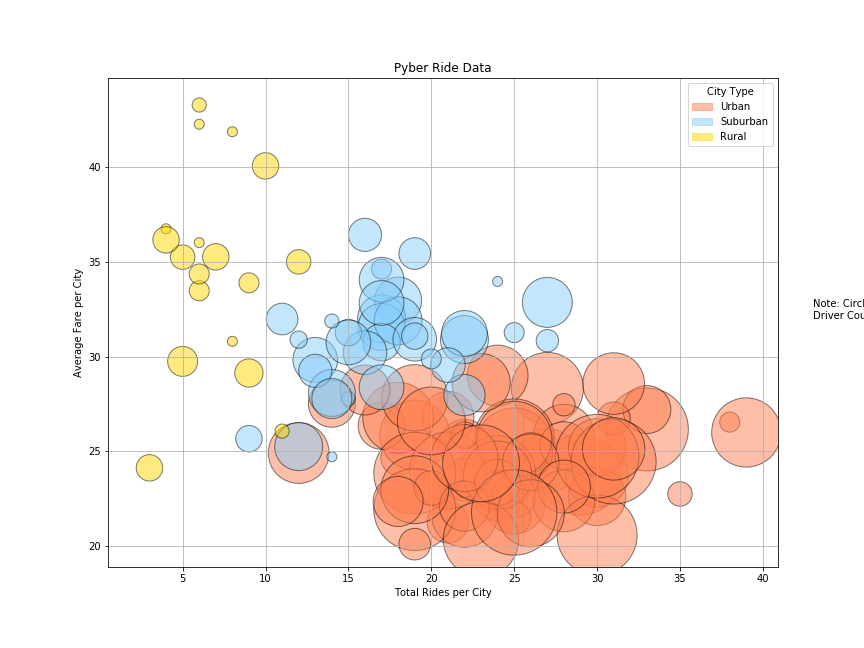 Pyber Ride Data
City Type
Urban
Suburban
Rural
40
35
30
25
20
Average Fare per City
5 10 15 20 25 30 35 40
Total Rides per City
Note: Circl
Driver Cou